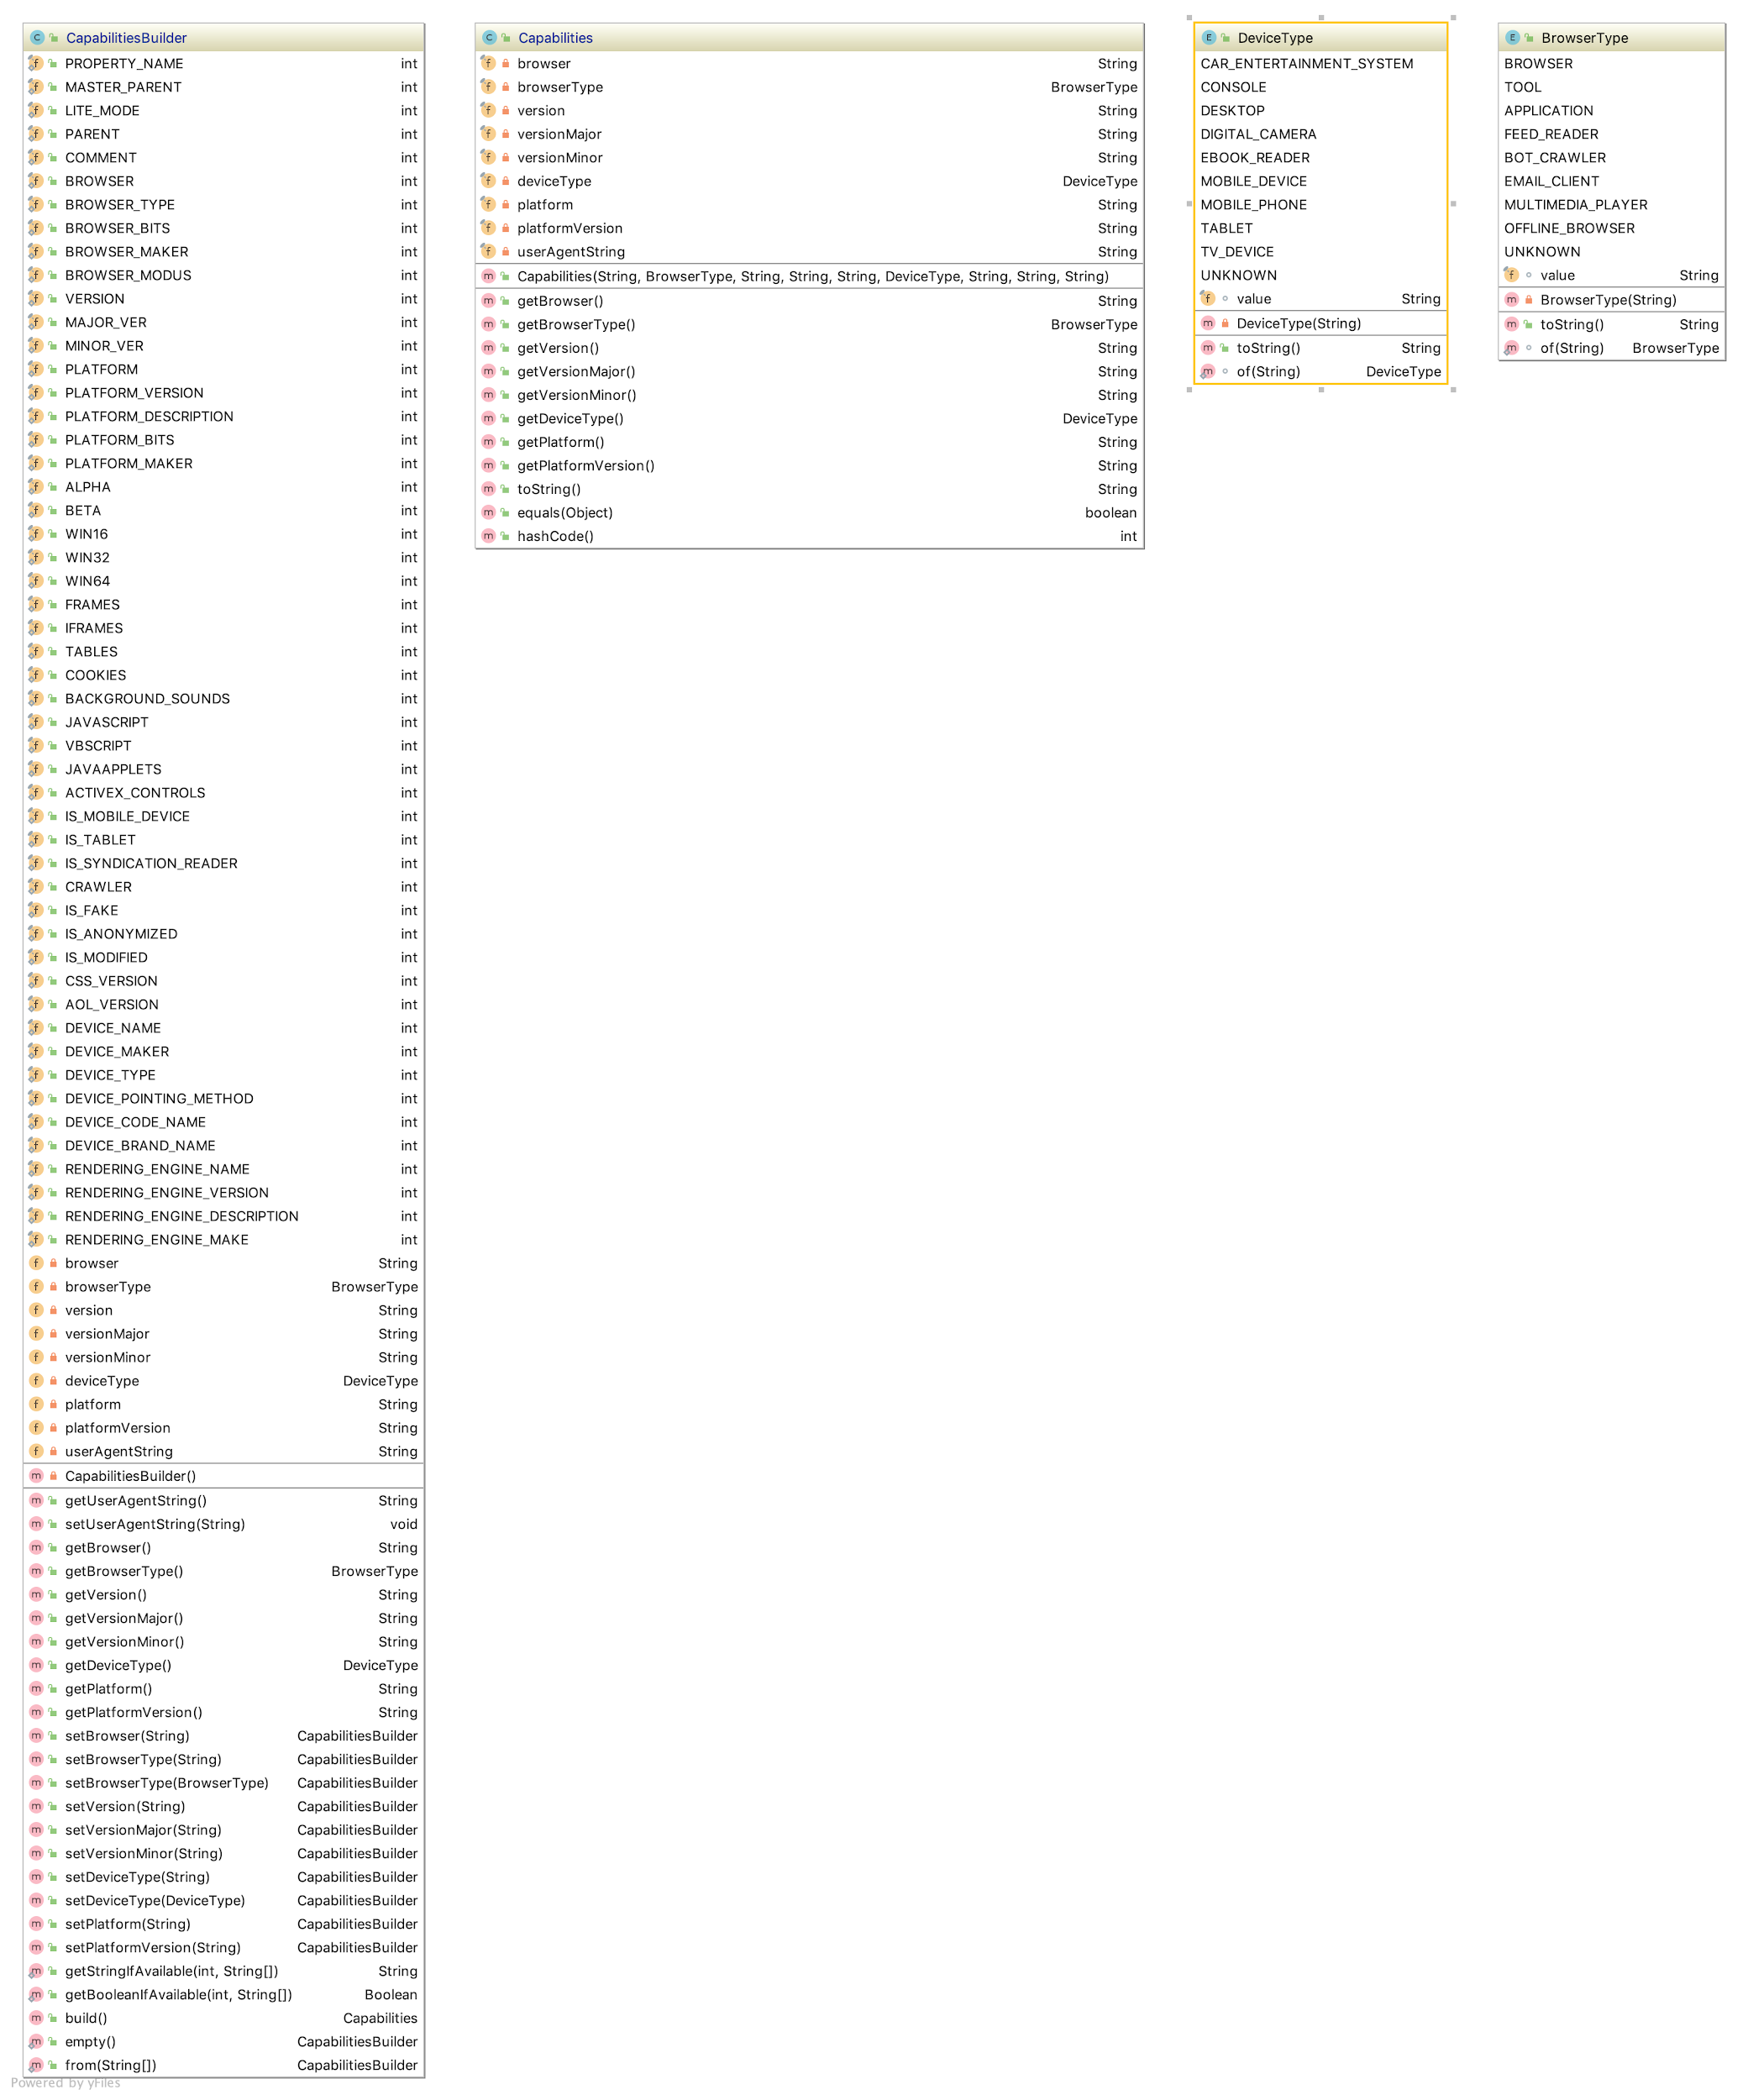 CapabilitiesBuilder
PROPERTY_NAME int
MASTER_PARENT int
LITE_MODE int
PARENT int
COMMENT int
BROWSER int
BROWSER_TYPE int
BROWSER_BITS int
BROWSER_MAKER int
BROWSER_MODUS int
VERSION int
MAJOR_VER int
MINOR_VER int
PLATFORM int
PLATFORM_VERSION int
PLATFORM_DESCRIPTION int
PLATFORM_BITS int
PLATFORM_MAKER int
ALPHA int
BETA int
WIN16 int
WIN32 int
WIN64 int
FRAMES int
IFRAMES int
TABLES int
COOKIES int
BACKGROUND_SOUNDS int
JAVASCRIPT int
VBSCRIPT int
JAVAAPPLETS int
ACTIVEX_CONTROLS int
IS_MOBILE_DEVICE int
IS_TABLET int
IS_SYNDICATION_READER int
CRAWLER int
IS_FAKE int
IS_ANONYMIZED int
IS_MODIFIED int
CSS_VERSION int
AOL_VERSION int
DEVICE_NAME int
DEVICE_MAKER int
DEVICE_TYPE int
DEVICE_POINTING_METHOD int
DEVICE_CODE_NAME int
DEVICE_BRAND_NAME int
RENDERING_ENGINE_NAME int
RENDERING_ENGINE_VERSION int
RENDERING_ENGINE_DESCRIPTION int
RENDERING_ENGINE_MAKE int
browser String
browserType BrowserType
version String
versionMajor String
versionMinor String
deviceType DeviceType
platform String
platformVersion String
userAgentString String
CapabilitiesBuilder()
getUserAgentString() String
setUserAgentString(String) void
getBrowser() String
getBrowserType() BrowserType
getVersion() String
getVersionMajor() String
getVersionMinor() String
getDeviceType() DeviceType
getPlatform() String
getPlatformVersion() String
setBrowser(String) CapabilitiesBuilder
setBrowserType(String) CapabilitiesBuilder
setBrowserType(BrowserType) CapabilitiesBuilder
setVersion(String) CapabilitiesBuilder
setVersionMajor(String) CapabilitiesBuilder
setVersionMinor(String) CapabilitiesBuilder
setDeviceType(String) CapabilitiesBuilder
setDeviceType(DeviceType) CapabilitiesBuilder
setPlatform(String) CapabilitiesBuilder
setPlatformVersion(String) CapabilitiesBuilder
getStringIfAvailable(int, String[]) String
getBooleanIfAvailable(int, String[]) Boolean
build() Capabilities
empty() CapabilitiesBuilder
from(String[]) CapabilitiesBuilder
Capabilities
browser String
browserType BrowserType
version String
versionMajor String
versionMinor String
deviceType DeviceType
platform String
platformVersion String
userAgentString String
Capabilities(String, BrowserType, String, String, String, DeviceType, String, String, String)
getBrowser() String
getBrowserType() BrowserType
getVersion() String
getVersionMajor() String
getVersionMinor() String
getDeviceType() DeviceType
getPlatform() String
getPlatformVersion() String
toString() String
equals(Object) boolean
hashCode() int
DeviceType
CAR_ENTERTAINMENT_SYSTEM
CONSOLE
DESKTOP
DIGITAL_CAMERA
EBOOK_READER
MOBILE_DEVICE
MOBILE_PHONE
TABLET
TV_DEVICE
UNKNOWN
value String
DeviceType(String)
toString() String
of(String) DeviceType
BrowserType
BROWSER
TOOL
APPLICATION
FEED_READER
BOT_CRAWLER
EMAIL_CLIENT
MULTIMEDIA_PLAYER
OFFLINE_BROWSER
UNKNOWN
value String
BrowserType(String)
toString() String
of(String) BrowserType
Powered by yFiles